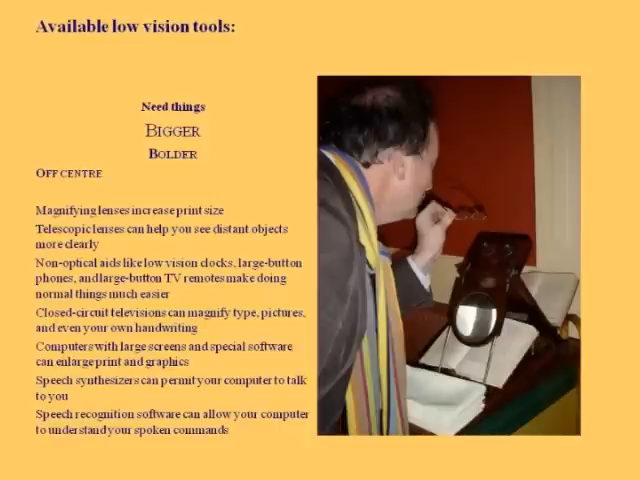 Available low vision tools:
Need things
BIGGER
BOLDER
OFF CENTRE
Magnifying lenses increase print size
Telescopic lenses can help you see distant objects
more clearly
Non-optical aids like low vision clocks, large-button
phones, and large-button TV remotes make doing
normal things much easier
Closed-circuit televisions can magnify type, pictures,
and even your own handwriting
Computers with large screens and special software
can enlarge print and graphics
Speech synthesizers can permit your computer to talk
to you
Speech recognition software can allow your computer
to understand your spoken commands